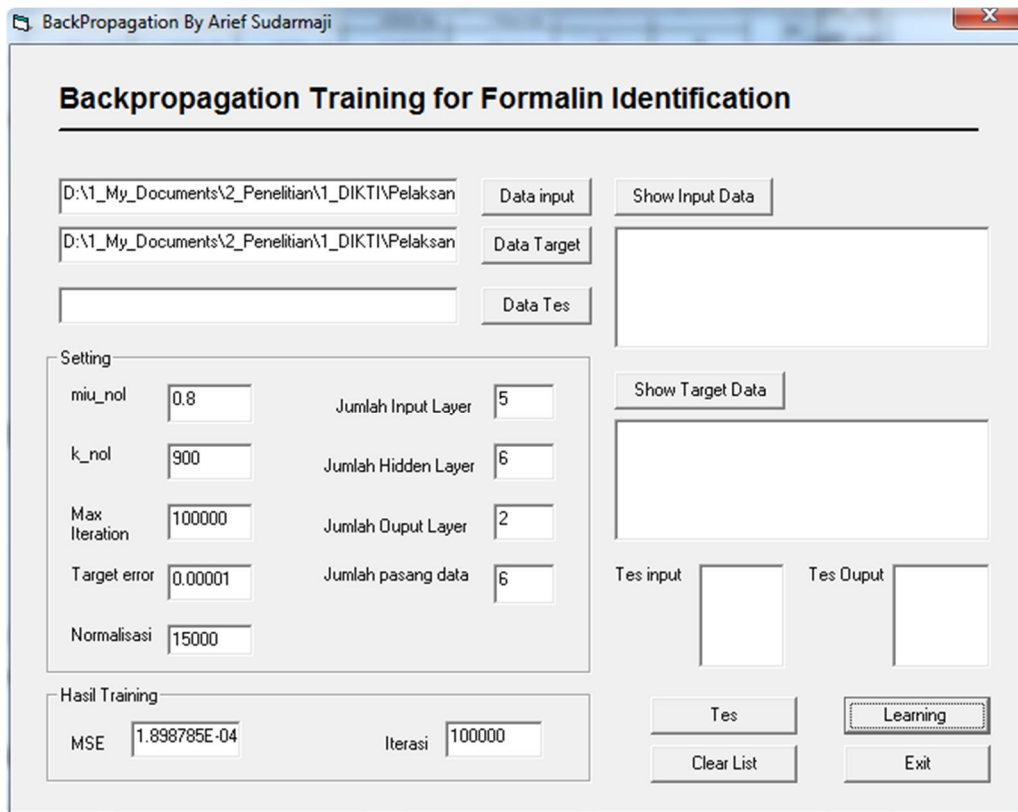 BackPropagation By Arief Sudarmaji
Backpropagation Training for Formalin Identification
D:\1_My_Documents\2_Penelitian\1_DIKTI\Pelaksan
Data input
Show Input Data
D:\1_My_Documents\2_Penelitian\1_DIKTI\Pelaksan
Data Target
Data Tes
Setting
miu_nol
0.8
Jumlah Input Layer
5
k_nol
900
Jumlah Hidden Layer
6
Max Iteration
100000
Jumlah Ouput Layer
2
Target error
0.00001
Jumlah pasang data
6
Normalisasi
15000
Show Target Data
Tes input
Tes Ouput
Hasil Training
MSE
1.898785E-04
Iterasi
100000
Tes
Learning
Clear List
Exit